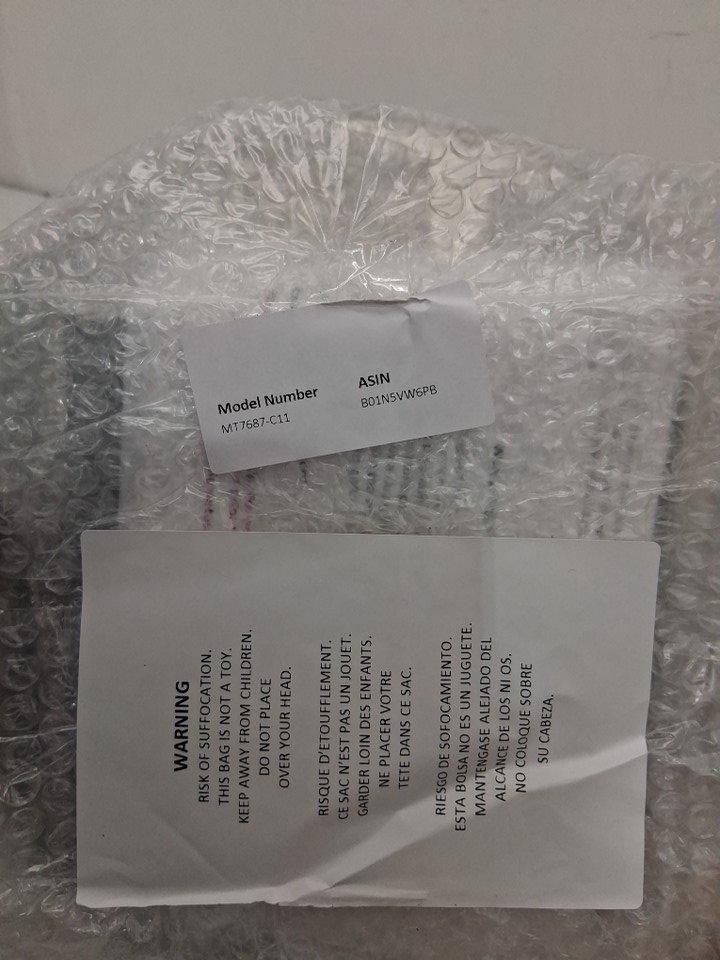 Model Number
MT7687-C11
ASIN
B01N5VW6PB
WARNING
RISK OF SUFFOCATION.
THIS BAG IS NOT A TOY.
KEEP AWAY FROM CHILDREN.
DO NOT PLACE
OVER YOUR HEAD.
RISQUE D'ETOUFFLEMENT.
CE SAC N'EST PAS UN JOUET.
GARDER LOIN DES ENFANTS.
NE PLACER VOTRE
TETE DANS CE SAC.
RIESGO DE SOFOCAMIENTO.
ESTA BOLSA NO ES UN JUGUETE.
MANTENGASE ALEJADO DEL
ALCANCE DE LOS NI OS.
NO COLOQUE SOBRE
SU CABEZA.